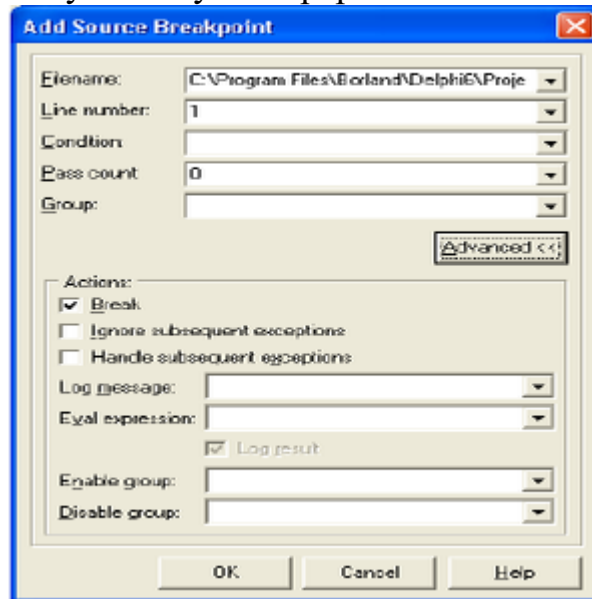 Add Source Breakpoint
Filename: C:\Program Files\Borland\Delphi6\Proje
Line number: 1
Condition
Pass count 0
Group:
Advanced <<
Actions:
Break
Ignore subsequent exceptions
Handle subsequent exceptions
Log message:
Eval expression:
Log result
Enable group:
Disable group:
OK Cancel Help